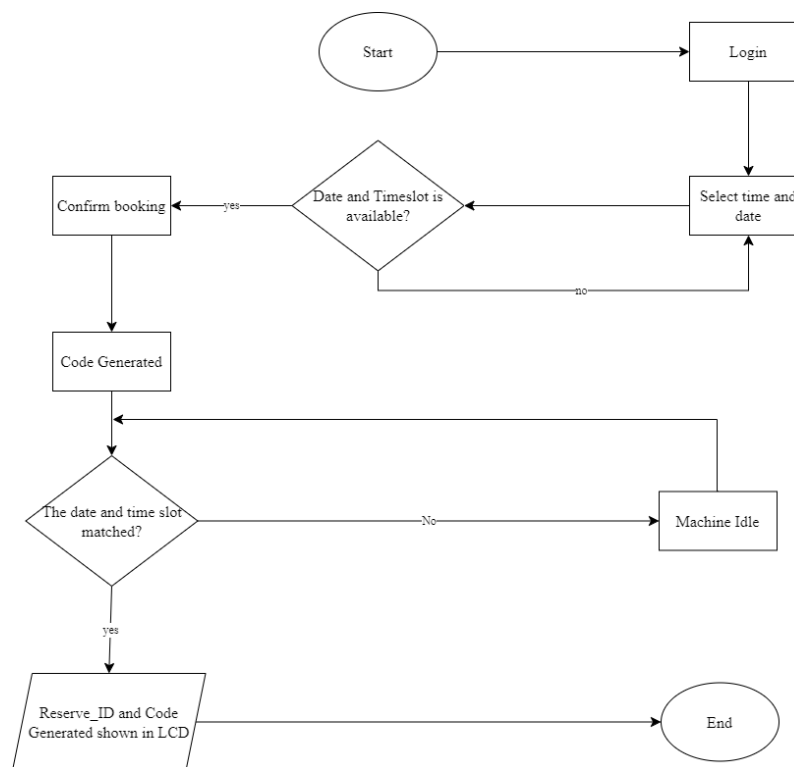 Start
Login
Date and Timeslot is
available?
yes
Confirm booking
Select time and
date
no
Code Generated
The date and time slot
matched?
No
Machine Idle
yes
Reserve_ID and Code
Generated shown in LCD
End